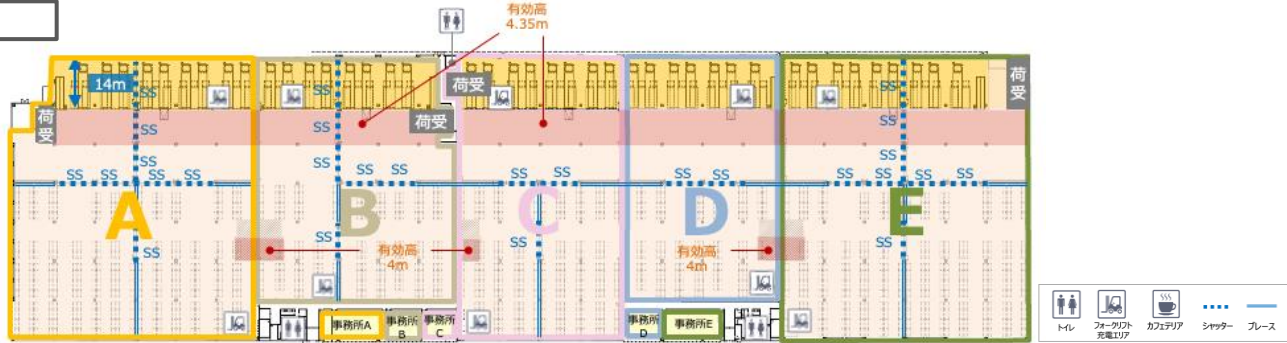 有効高
4.35m
14m
SS
荷受
荷受
荷
受
荷
受
SS
SS
SS
SS
SS
SS
SS
SS SS SS SS
SS SS
SS SS
SS SS
SS SS SS SS
A
B
C
D
E
SS
SS
SS
SS
有効高
4m
有効高
4m
事務所A
事務所
B
事務所
C
事務所
D
事務所E
トイレ
フォークリフト
充電エリア
カフェテリア
シャッター
ブレース